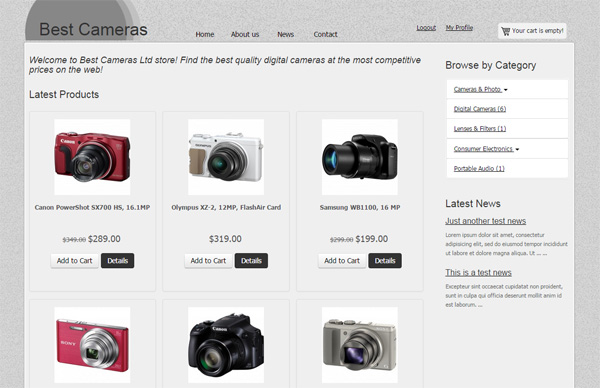 Best Cameras
Home About us News Contact
Logout My Profile
Your cart is empty!
Welcome to Best Cameras Ltd store! Find the best quality digital cameras at the most competitive
prices on the web!
Latest Products
Canon
OLYMPUS
Canon PowerShot SX700 HS, 16.1MP
Olympus XZ-2, 12MP, FlashAir Card
Samsung WB1100, 16 MP
$349.00 $289.00
$319.00
$299.00 $199.00
Add to Cart Details
Add to Cart Details
Add to Cart Details
SONY
Canon
Browse by Category
Cameras & Photo
Digital Cameras (6)
Lenses & Filters (1)
Consumer Electronics
Portable Audio (1)
Latest News
Just another test news
Lorem ipsum dolor sit amet, consectetur
adipisicing elit, sed do eiusmod tempor incididunt
ut labore et dolore magna aliqua. Ut ... ...
This is a test news
Excepteur sint occaecat cupidatat non proident,
sunt in culpa qui officia deserunt mollit anim id
est laborum... ...